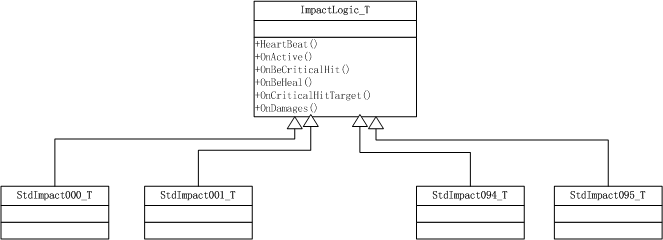 ImpactLogic_T
+HeartBeat()
+OnActive()
+OnBeCriticalHit()
+OnBeHeal()
+OnCriticalHitTarget()
+OnDamages()
StdImpact000_T
StdImpact001_T
StdImpact094_T
StdImpact095_T